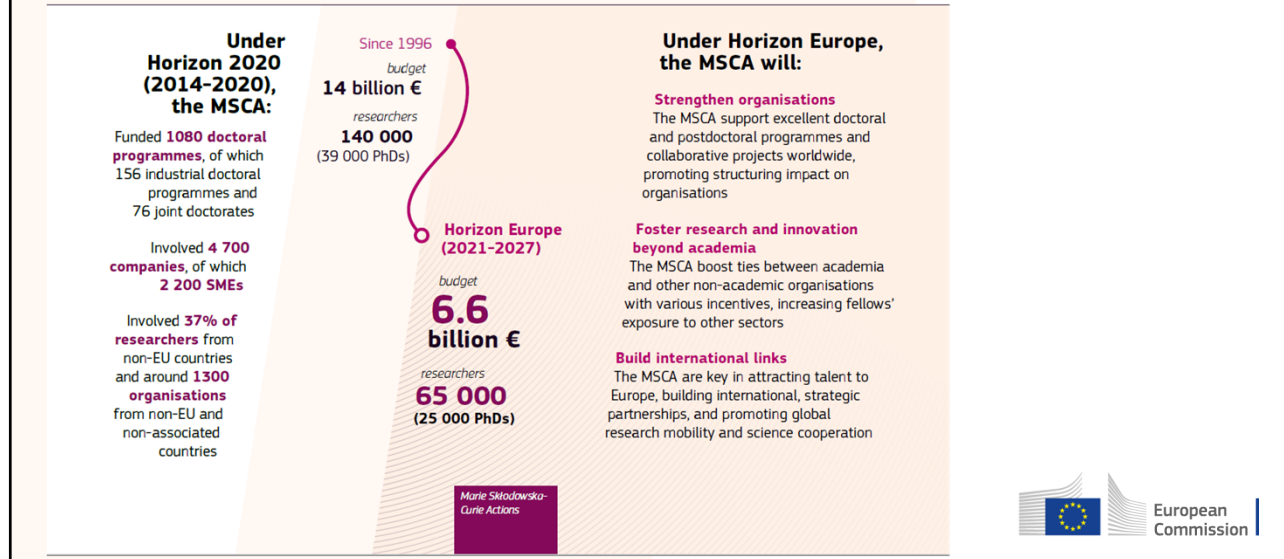 Under
Horizon 2020
(2014-2020),
the MSCA:
Funded 1080 doctoral
programmes, of which
156 industrial doctoral
programmes and
76 joint doctorates
Involved 4 700
companies, of which
2 200 SMEs
Involved 37% of
researchers from
non-EU countries
and around 1300
organisations
from non-EU and
non-associated
countries
Since 1996
budget
14 billion €
researchers
140 000
(39 000 PhDs)
Horizon Europe
(2021-2027)
budget
6.6
billion €
researchers
65 000
(25 000 PhDs)
Marie Skłodowska-
Curie Actions
Under Horizon Europe,
the MSCA will:
Strengthen organisations
The MSCA support excellent doctoral
and postdoctoral programmes and
collaborative projects worldwide,
promoting structuring impact on
organisations
Foster research and innovation
beyond academia
The MSCA boost ties between academia
and other non-academic organisations
with various incentives, increasing fellows'
exposure to other sectors
Build international links
The MSCA are key in attracting talent to
Europe, building international, strategic
partnerships, and promoting global
research mobility and science cooperation
European
Commission